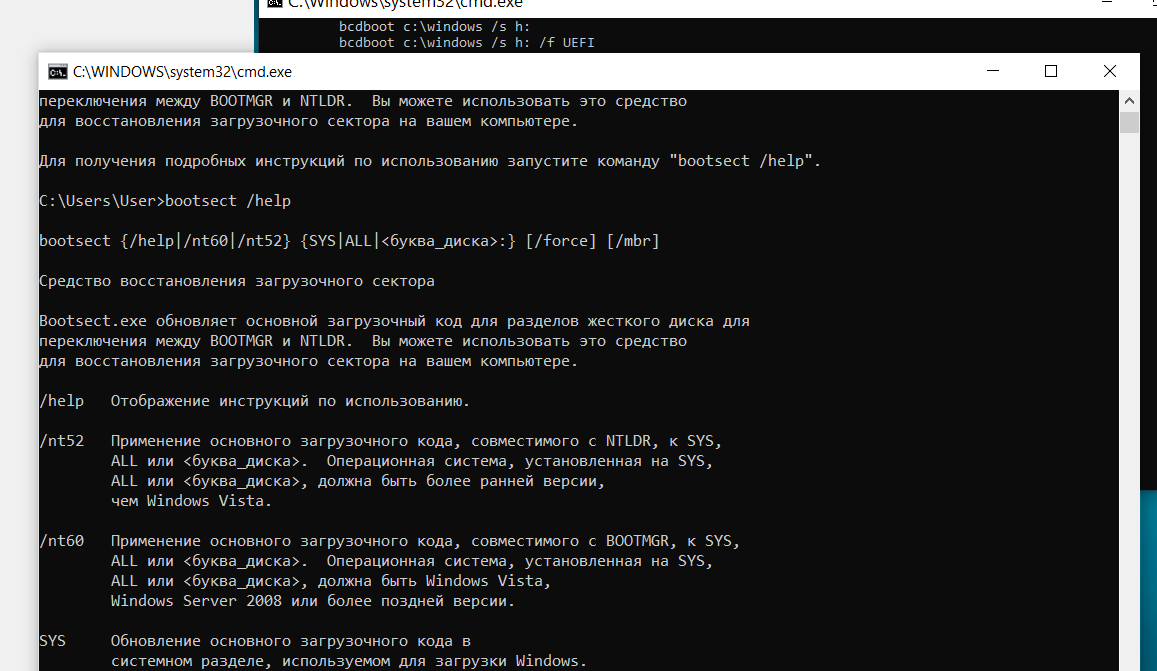 C:\Windows\system32\cmd.exe
bcdboot c:\windows /s h:
bcdboot c:\windows /s h: /f UEFI
C:\WINDOWS\system32\cmd.exe
переключения между BOOTMGR и NTLDR.  Вы можете использовать это средство
для восстановления загрузочного сектора на вашем компьютере.
Для получения подробных инструкций по использованию запустите команду "bootsect /help".
C:\Users\User>bootsect /help
bootsect {/help|/nt60|/nt52} {SYS|ALL|<буква_диска>:} [/force] [/mbr]
Средство восстановления загрузочного сектора
Bootsect.exe обновляет основной загрузочный код для разделов жесткого диска для
переключения между BOOTMGR и NTLDR.  Вы можете использовать это средство
для восстановления загрузочного сектора на вашем компьютере.
/help   Отображение инструкций по использованию.
/nt52   Применение основного загрузочного кода, совместимого с NTLDR, к SYS,
ALL или <буква_диска>.  Операционная система, установленная на SYS,
ALL или <буква_диска>, должна быть более ранней версии,
чем Windows Vista.
/nt60   Применение основного загрузочного кода, совместимого с BOOTMGR, к SYS,
ALL или <буква_диска>.  Операционная система, установленная на SYS,
ALL или <буква_диска>, должна быть Windows Vista,
Windows Server 2008 или более поздней версии.
SYS     Обновление основного загрузочного кода в
системном разделе, используемом для загрузки Windows.